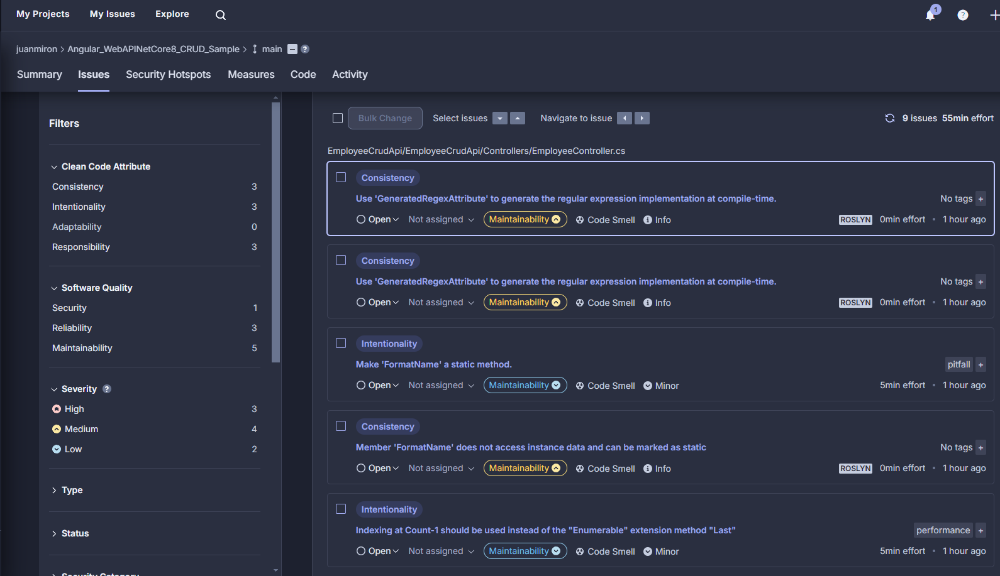 My Projects My Issues Explore
1
?
juanmiron > Angular_WebAPINetCore8_CRUD_Sample > main ?
Summary Issues Security Hotspots Measures Code Activity
Filters
Clean Code Attribute
Consistency 3
Intentionality 3
Adaptability 0
Responsibility 3
Software Quality
Security 1
Reliability 3
Maintainability 5
Severity ?
High 3
Medium 4
Low 2
Type
Status
Security Category
Bulk Change Select issues Navigate to issue 9 issues 55min effort
EmployeeCrudApi/EmployeeCrudApi/Controllers/EmployeeController.cs
Consistency
Use 'GeneratedRegexAttribute' to generate the regular expression implementation at compile-time. No tags +
Open Not assigned Maintainability Code Smell Info ROSLYN 0min effort • 1 hour ago
Consistency
Use 'GeneratedRegexAttribute' to generate the regular expression implementation at compile-time. No tags +
Open Not assigned Maintainability Code Smell Info ROSLYN 0min effort • 1 hour ago
Intentionality
Make 'FormatName' a static method. pitfall +
Open Not assigned Maintainability Code Smell Minor 5min effort • 1 hour ago
Consistency
Member 'FormatName' does not access instance data and can be marked as static No tags +
Open Not assigned Maintainability Code Smell Info ROSLYN 0min effort • 1 hour ago
Intentionality
Indexing at Count-1 should be used instead of the "Enumerable" extension method "Last" performance +
Open Not assigned Maintainability Code Smell Minor 5min effort • 1 hour ago